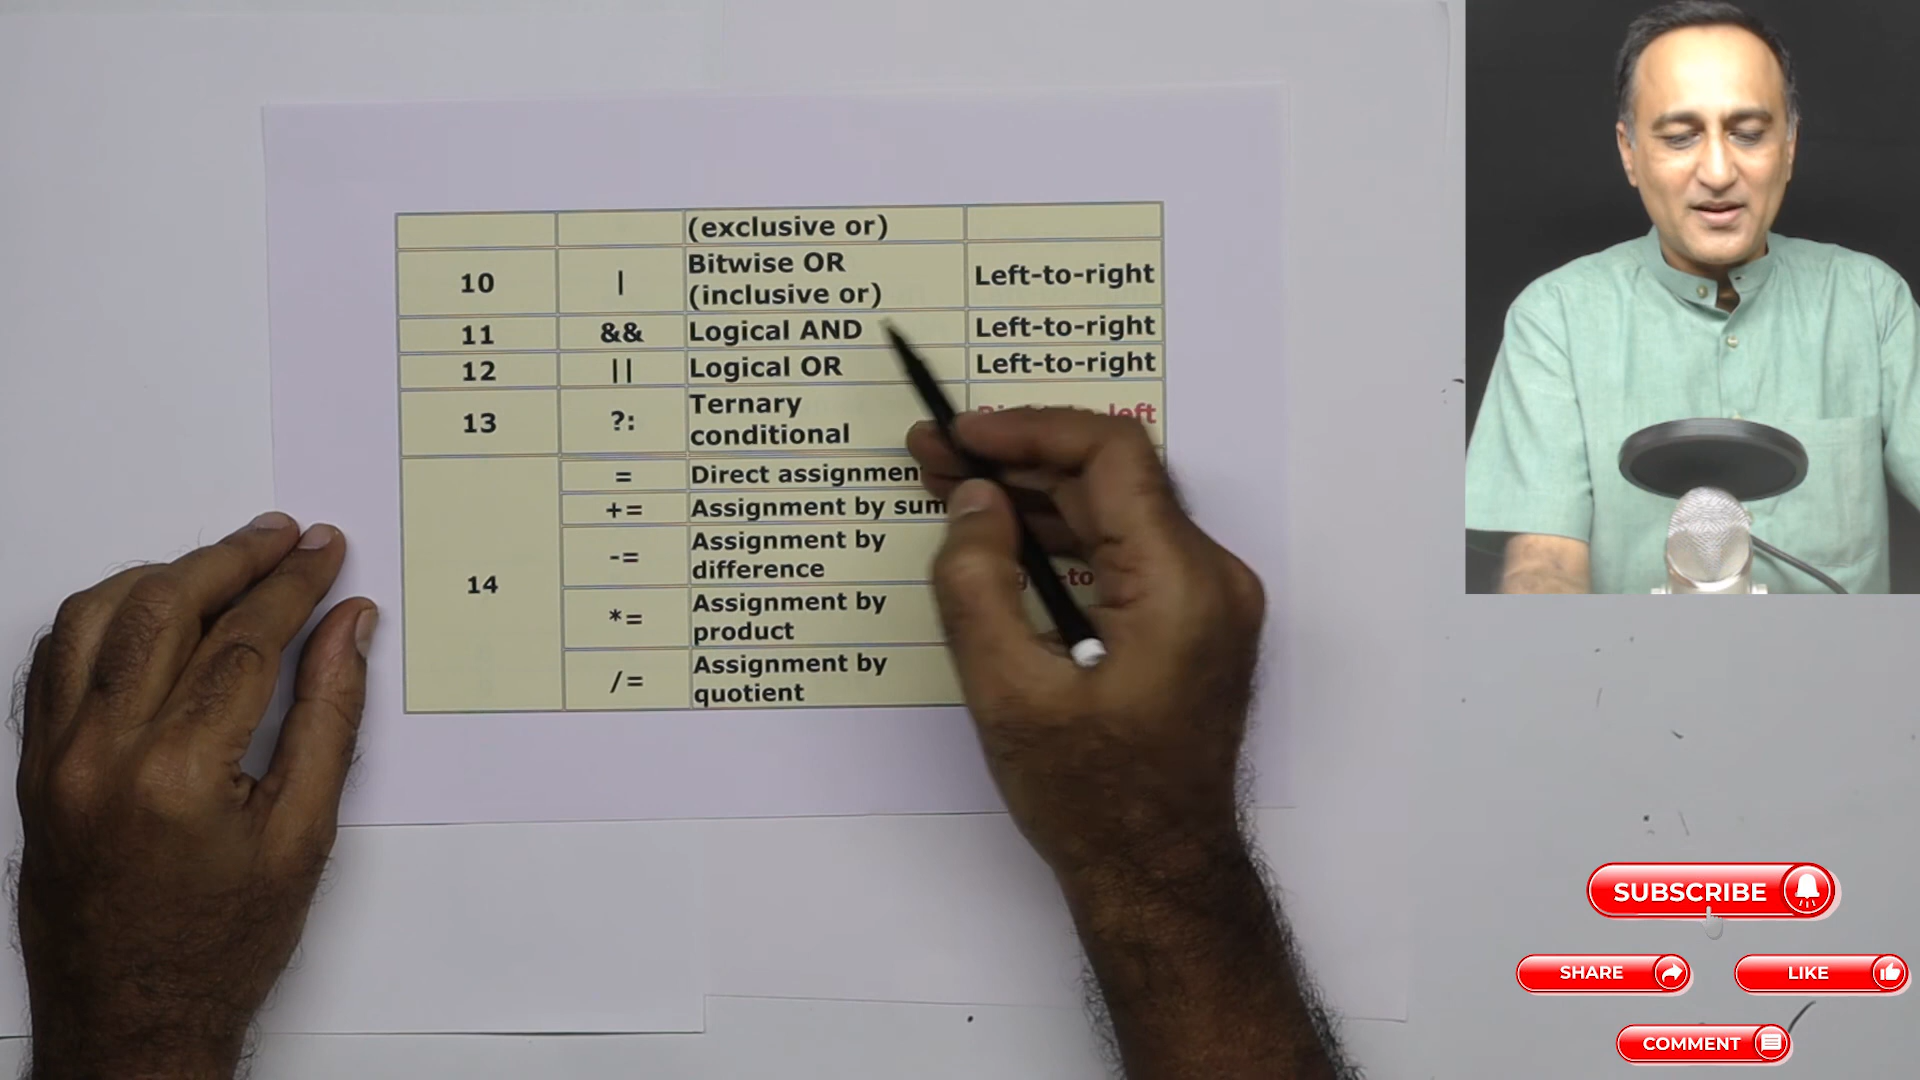 (exclusive or)
10 | Bitwise OR
(inclusive or) Left-to-right
11 && Logical AND Left-to-right
12 || Logical OR Left-to-right
13 ?: Ternary
conditional left
14
= Direct assignment
+= Assignment by sum
-= Assignment by
difference
*= Assignment by
product
/= Assignment by
quotient
SUBSCRIBE
SHARE
LIKE
COMMENT